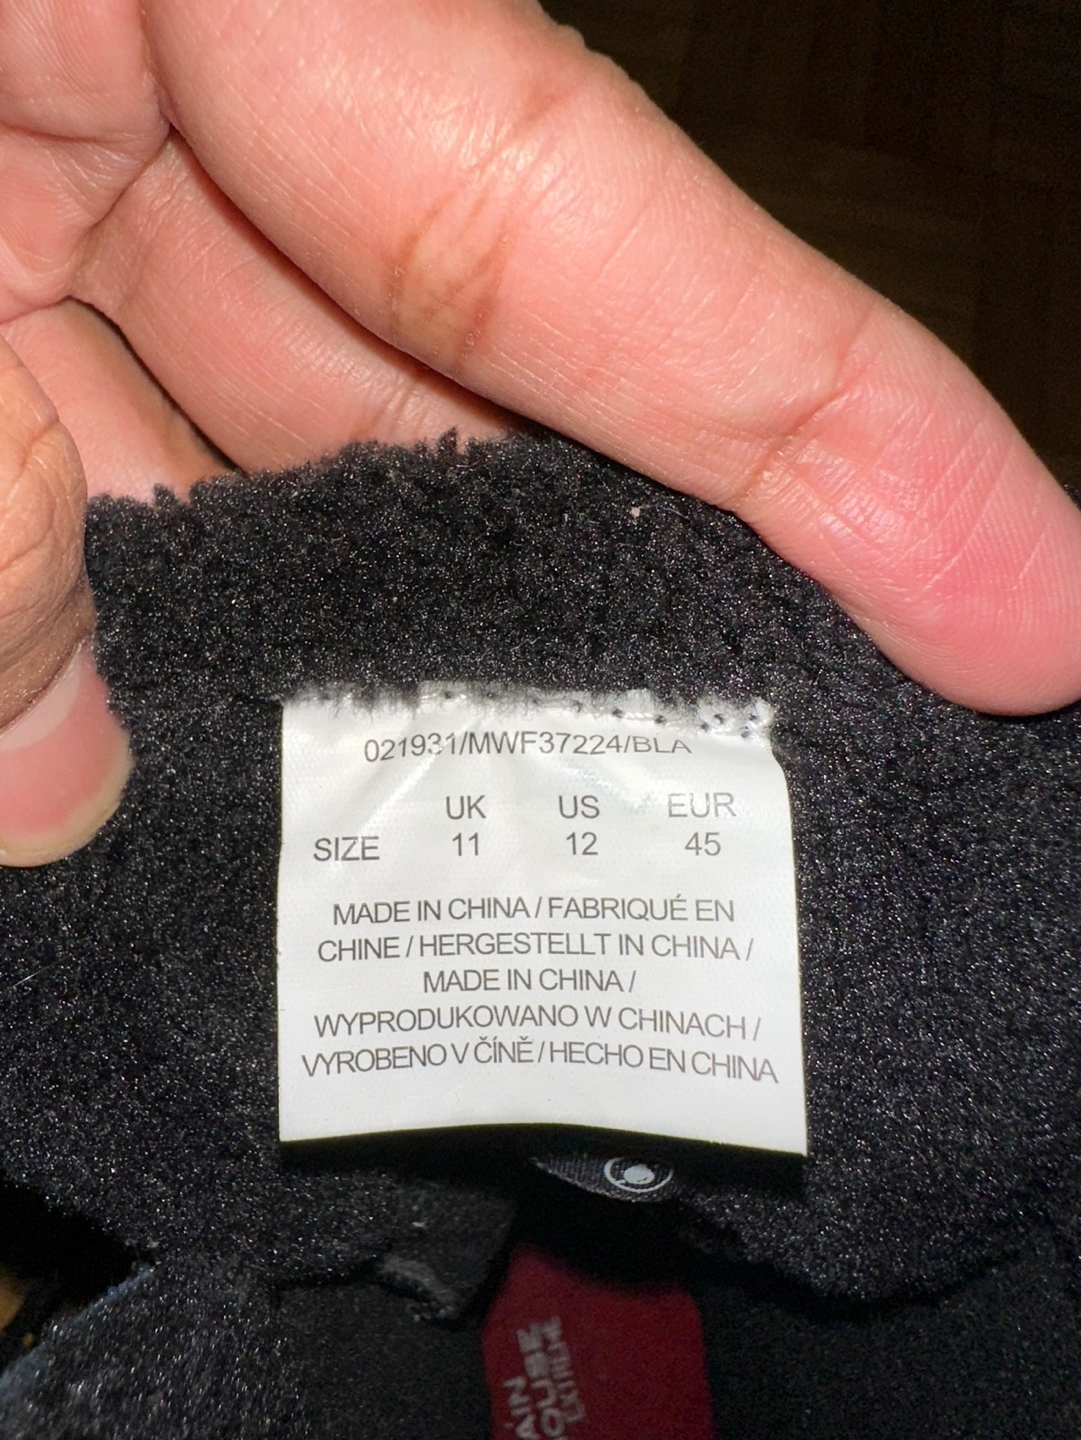 021931/MWF37224/BLA
UK US EUR
SIZE 11 12 45
MADE IN CHINA / FABRIQUÉ EN
CHINE / HERGESTELLT IN CHINA /
MADE IN CHINA /
WYPRODUKOWANO W CHINACH /
VYROBENO V ČÍNĚ / HECHO EN CHINA
EXTREME